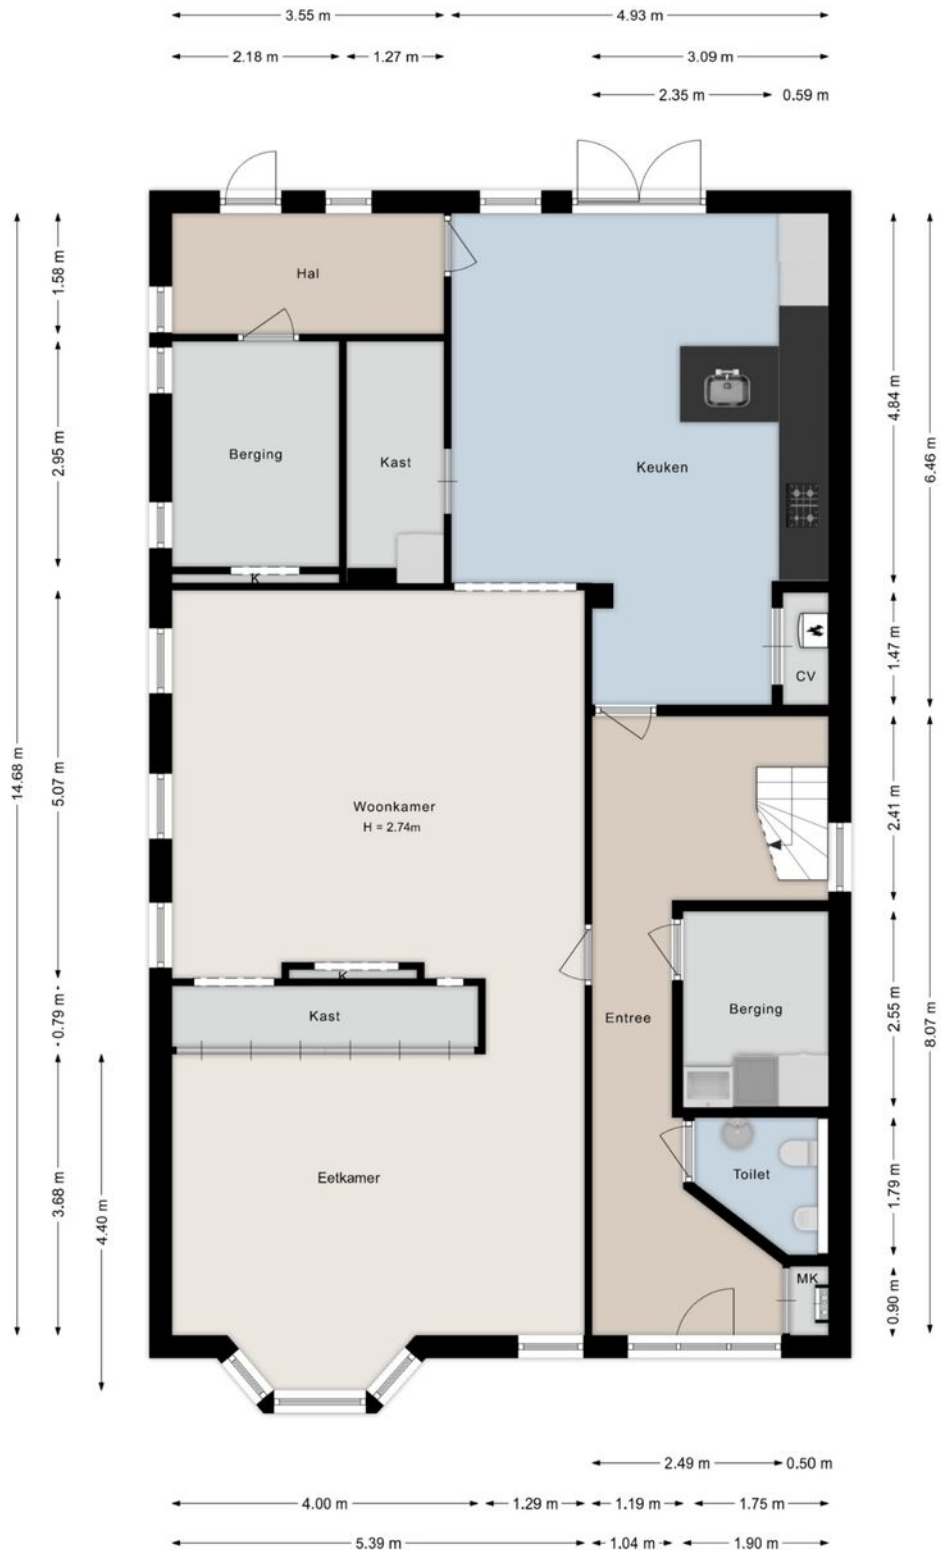 3.55 m
4.93 m
2.18 m
1.27 m
3.09 m
2.35 m
0.59 m
Hal
1.58 m
14.68 m
2.95 m
Berging
Kast
Keuken
4.84 m
6.46 m
K
1.47 m
CV
5.07 m
Woonkamer
H = 2.74m
2.41 m
K
Kast
0.79 m
Entree
Berging
2.55 m
8.07 m
Eetkamer
3.68 m
4.40 m
Toilet
1.79 m
MK
0.90 m
2.49 m
0.50 m
4.00 m
1.29 m
1.19 m
1.75 m
5.39 m
1.04 m
1.90 m